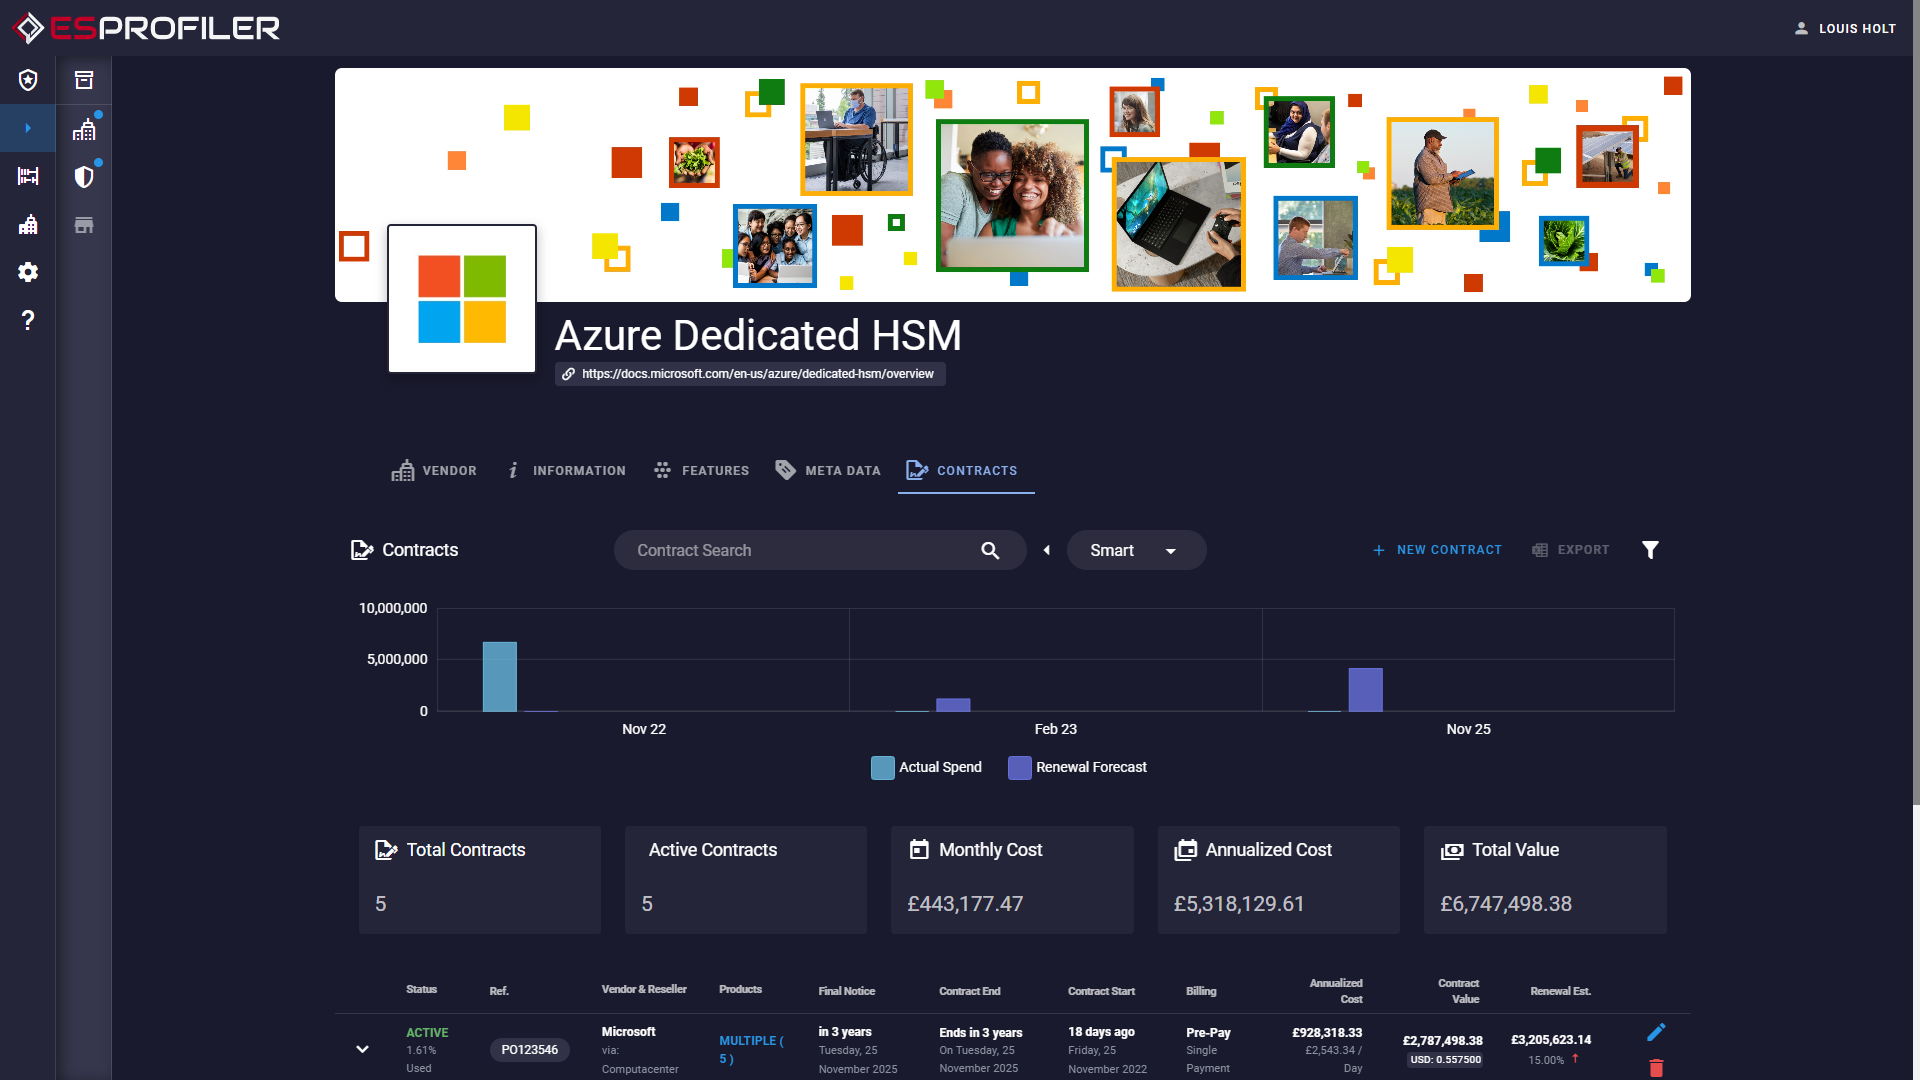 ESPROFILER
LOUIS HOLT
Azure Dedicated HSM
https://docs.microsoft.com/en-us/azure/dedicated-hsm/overview
VENDOR
INFORMATION
FEATURES
META DATA
CONTRACTS
Contracts
Contract Search
Smart
+ NEW CONTRACT
EXPORT
10,000,000
5,000,000
0
Nov 22
Feb 23
Nov 25
Actual Spend
Renewal Forecast
Total Contracts
5
Active Contracts
5
Monthly Cost
£443,177.47
Annualized Cost
£5,318,129.61
Total Value
£6,747,498.38
Status
Ref.
Vendor & Reseller
Products
Final Notice
Contract End
Contract Start
Billing
Annualized
Cost
Contract
Value
Renewal Est.
ACTIVE
1.61%
Used
PO123546
Microsoft
via:
Computacenter
MULTIPLE (
5 )
in 3 years
Tuesday, 25
November 2025
Ends in 3 years
On Tuesday, 25
November 2025
18 days ago
Friday, 25
November 2022
Pre-Pay
Single
Payment
£928,318.33
£2,543.34 /
Day
£2,787,498.38
USD: 0.557500
£3,205,623.14
15.00% ↑